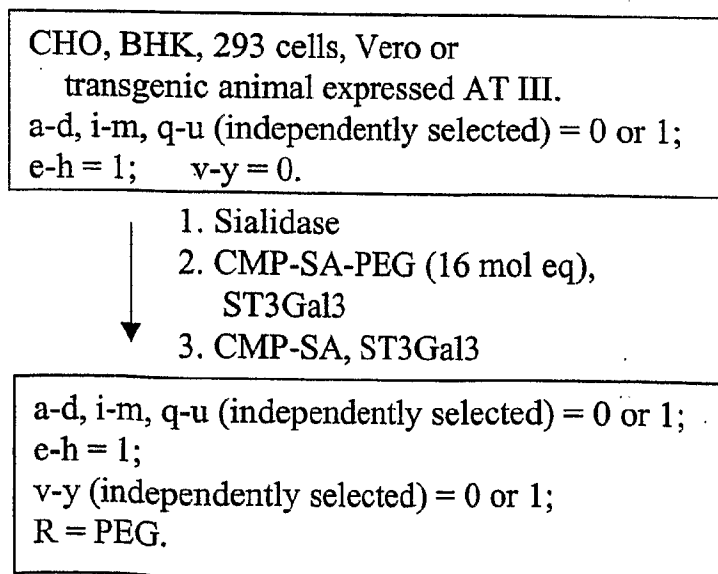 CHO, BHK, 293 cells, Vero or
transgenic animal expressed AT III.
a-d, i-m, q-u (independently selected) = 0 or 1;
e-h = 1; v-y = 0.
1. Sialidase
2. CMP-SA-PEG (16 mol eq),
ST3Gal3
3. CMP-SA, ST3Gal3
a-d, i-m, q-u (independently selected) = 0 or 1;
e-h = 1;
v-y (independently selected) = 0 or 1;
R = PEG.